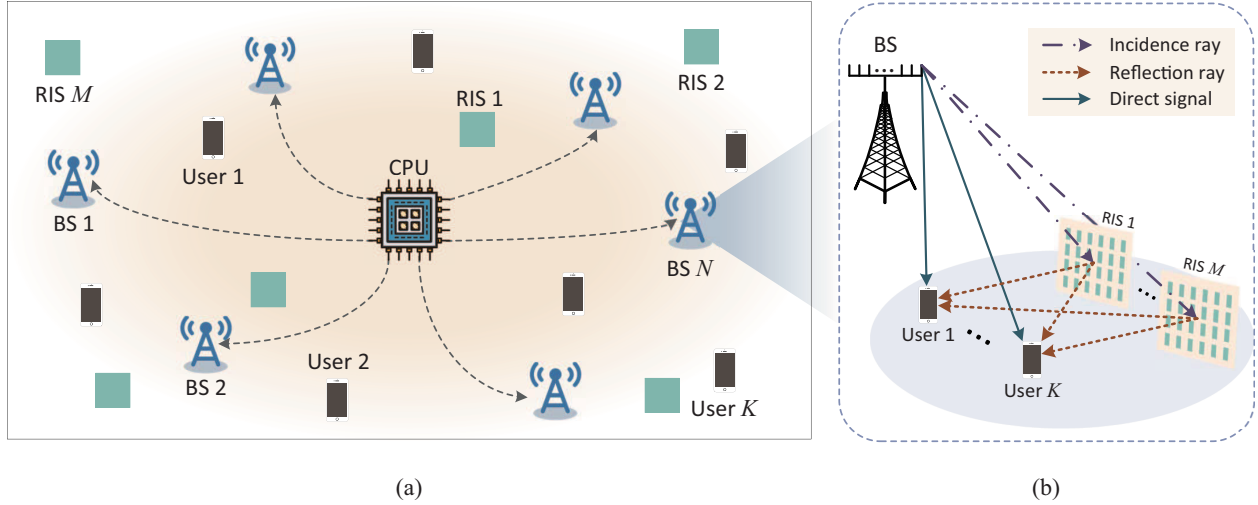 RIS M
RIS 1
RIS 2
User 1
CPU
BS 1
BS N
User 2
BS 2
User K
(a)
BS
Incidence ray
Reflection ray
Direct signal
RIS 1
RIS M
User 1
User K
(b)